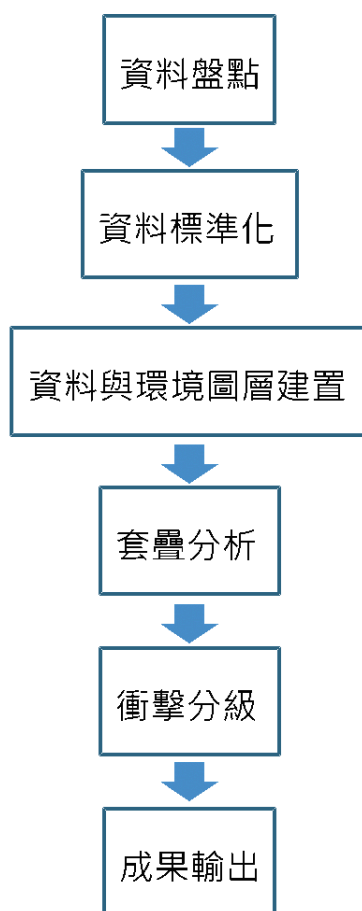 資料盤點
資料標準化
資料與環境圖層建置
套疊分析
衝擊分級
成果輸出